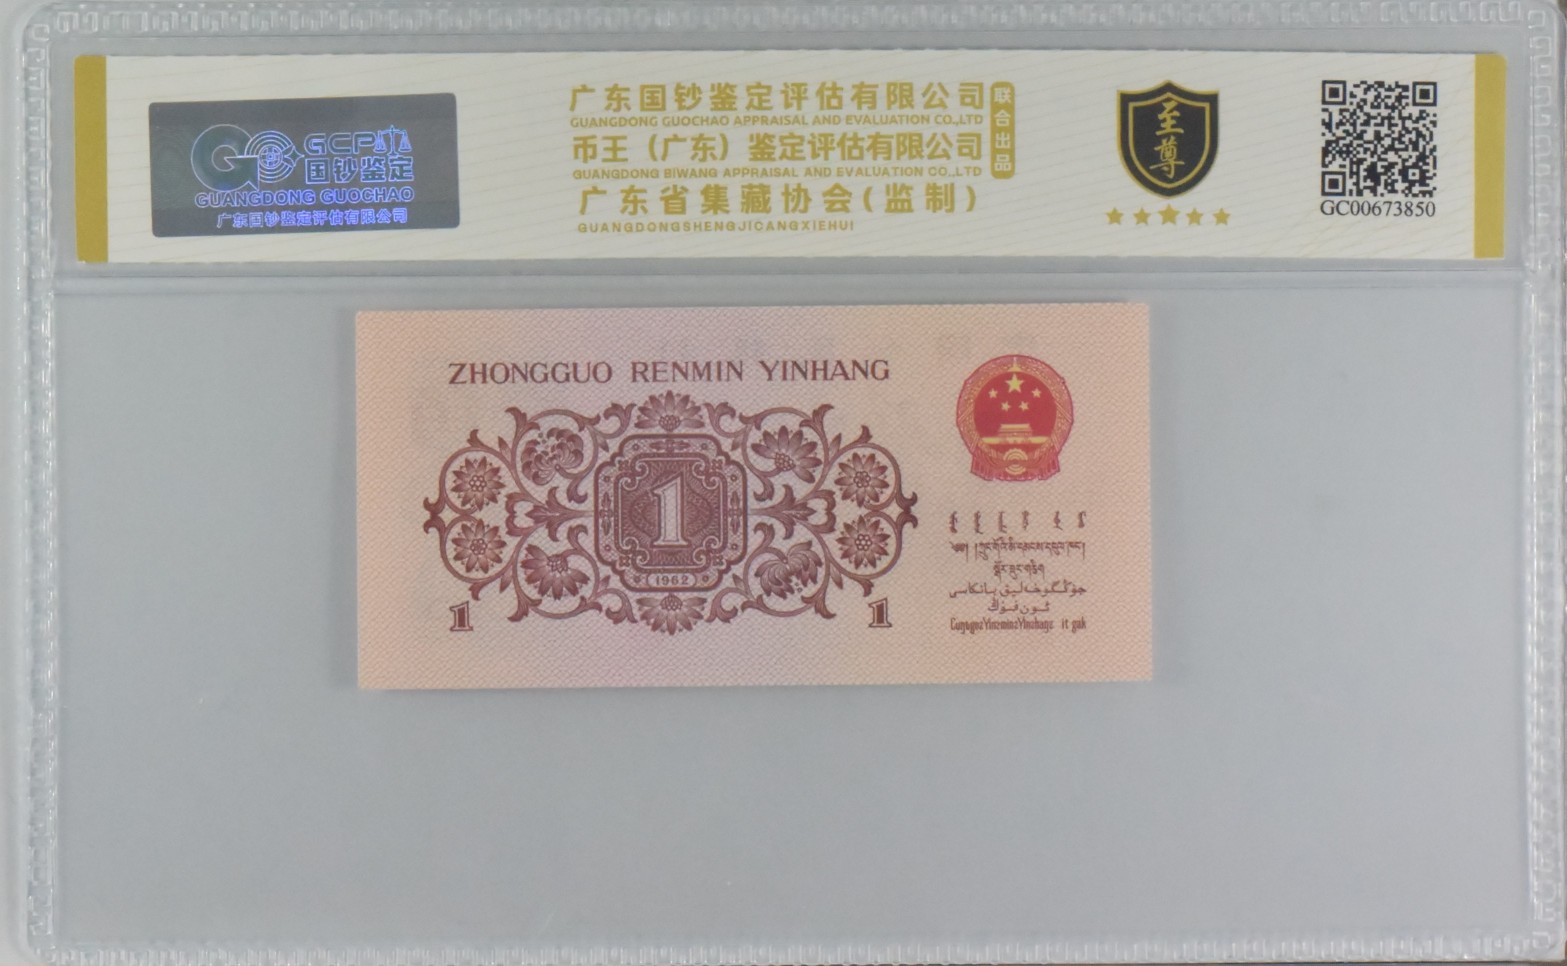 GCP
国钞鉴定
GUANGDONG GUOCHAO
广东国钞鉴定评估有限公司
广东国钞鉴定评估有限公司
GUANGDONG GUOCHAO APPRAISAL AND EVALUATION CO.,LTD
币王（广东）鉴定评估有限公司
GUANGDONG BIWANG APPRAISAL AND EVALUATION CO.,LTD
联合出品
广东省集藏协会(监制)
GUANGDONGSHENGJICANGXIEHUI
至尊
GC00673850
ZHONGGUO RENMIN YINHANG
1
(1962)
1
1
جۇڭگوخەلىق بانكاسى